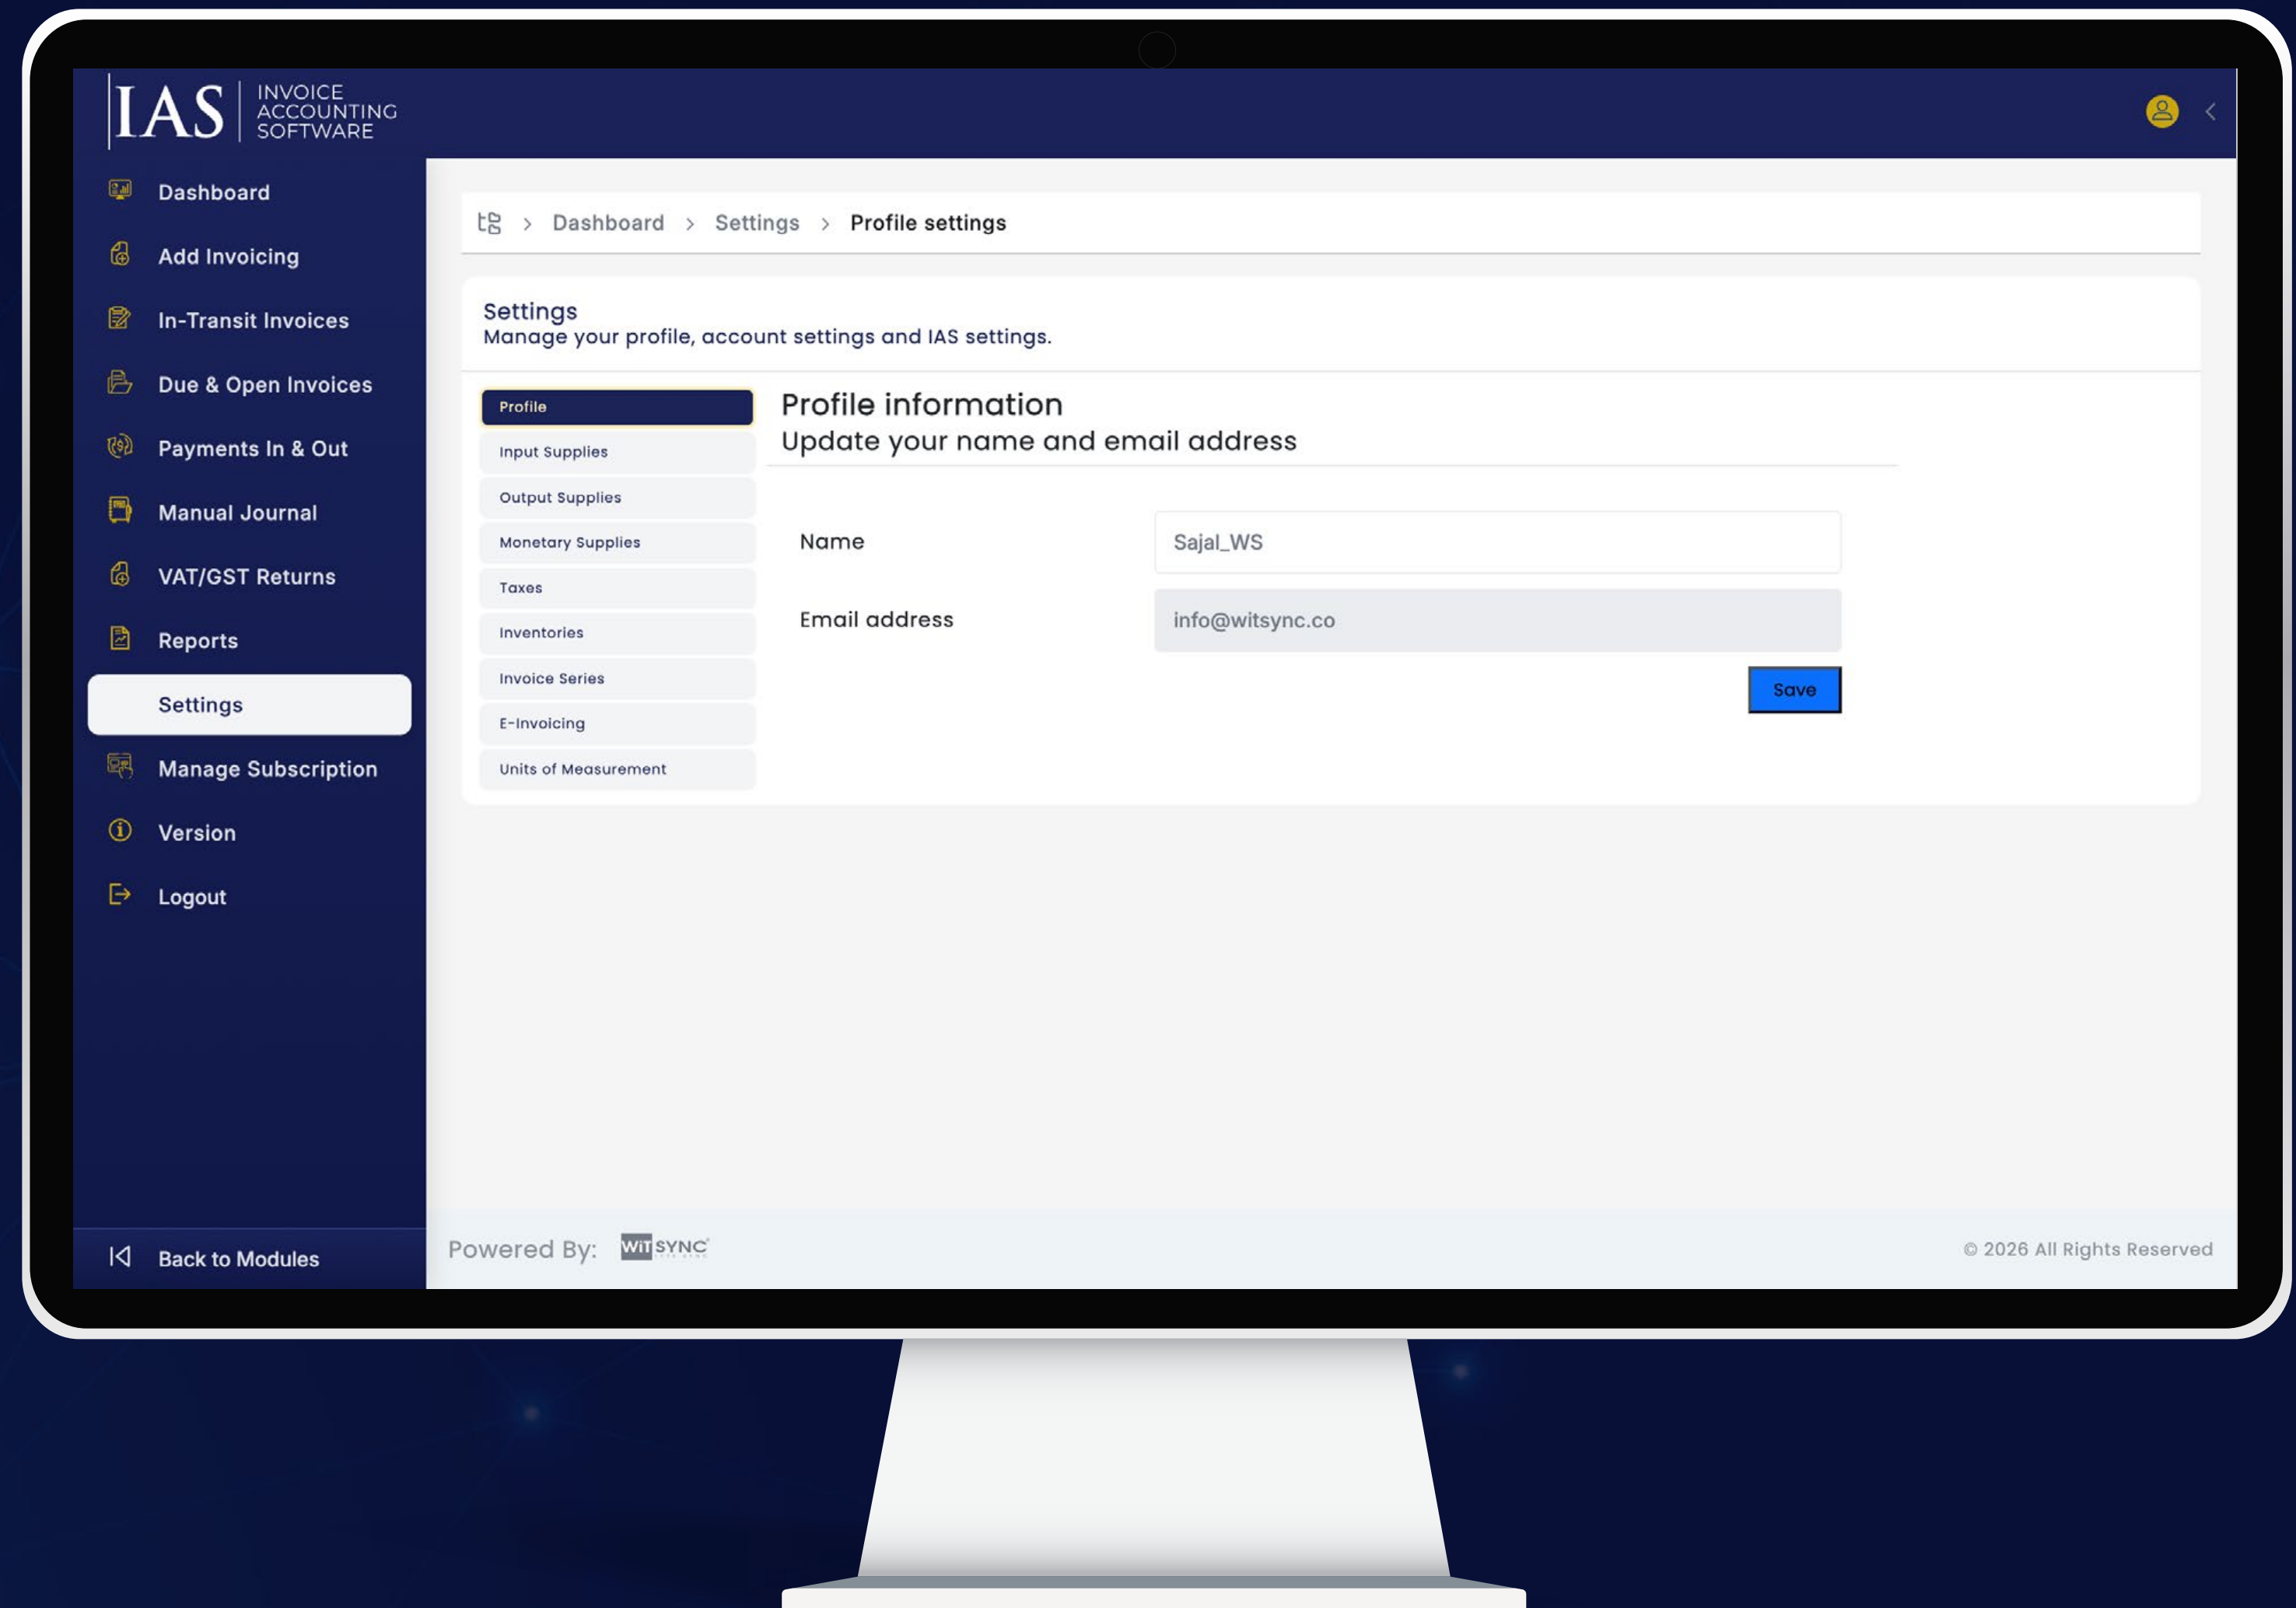 IAS
INVOICE
ACCOUNTING
SOFTWARE
Dashboard
Add Invoicing
In-Transit Invoices
Due & Open Invoices
Payments In & Out
Manual Journal
VAT/GST Returns
Reports
Settings
Manage Subscription
Version
Logout
Back to Modules
> Dashboard > Settings > Profile settings
Settings
Manage your profile, account settings and IAS settings.
Profile
Input Supplies
Output Supplies
Monetary Supplies
Taxes
Inventories
Invoice Series
E-Invoicing
Units of Measurement
Profile information
Update your name and email address
Name
Sajal_WS
Email address
info@witsync.co
Save
Powered By: WiT SYNC
© 2026 All Rights Reserved